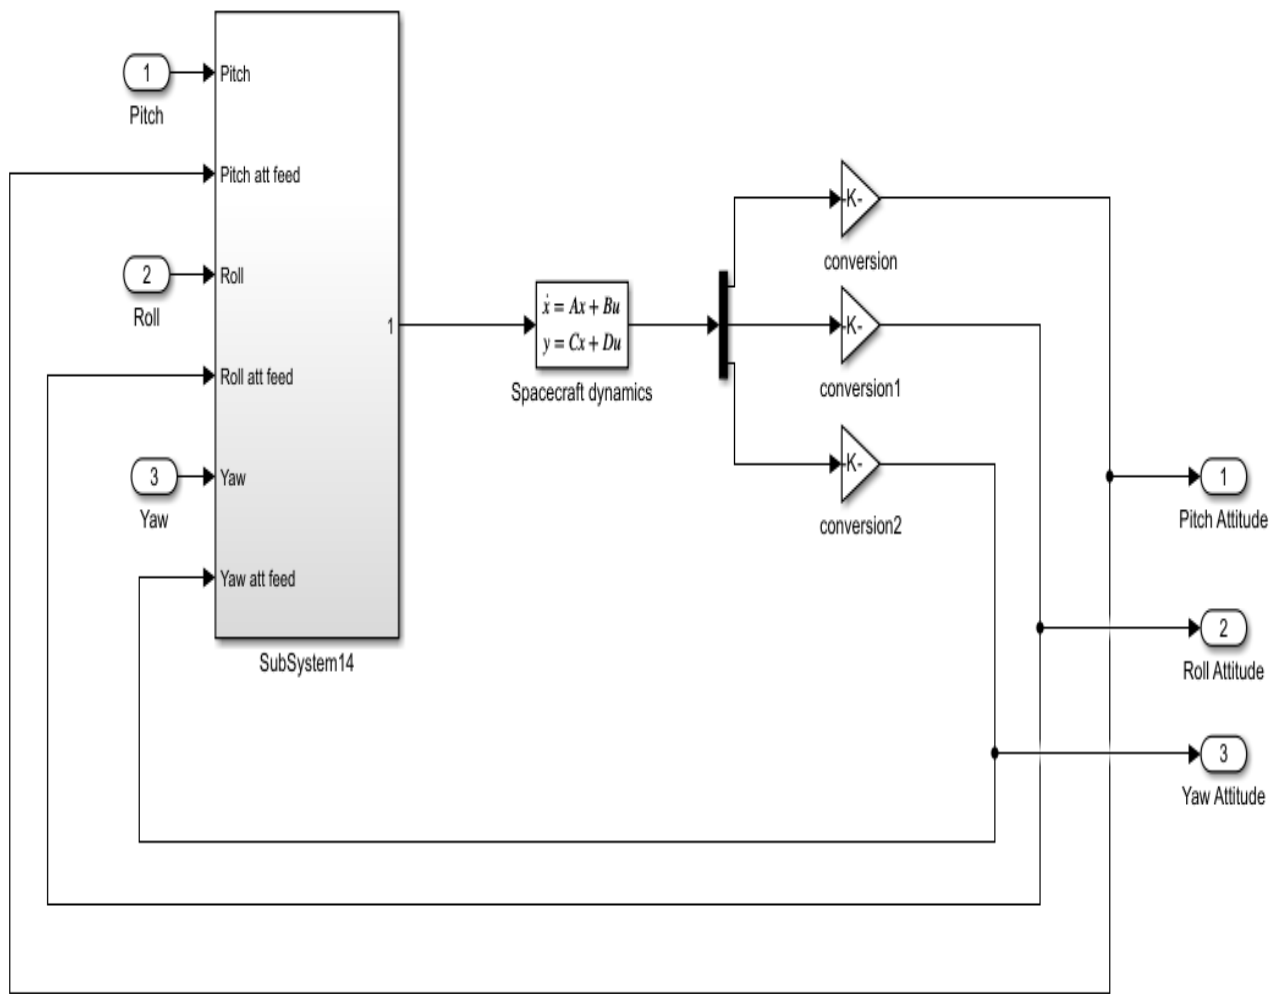 1
Pitch
Pitch
Pitch att feed
2
Roll
Roll
Roll att feed
3
Yaw
Yaw
Yaw att feed
1
SubSystem14
ẋ = Ax + Bu
y = Cx + Du
Spacecraft dynamics
-K-
conversion
-K-
conversion1
-K-
conversion2
1
Pitch Attitude
2
Roll Attitude
3
Yaw Attitude